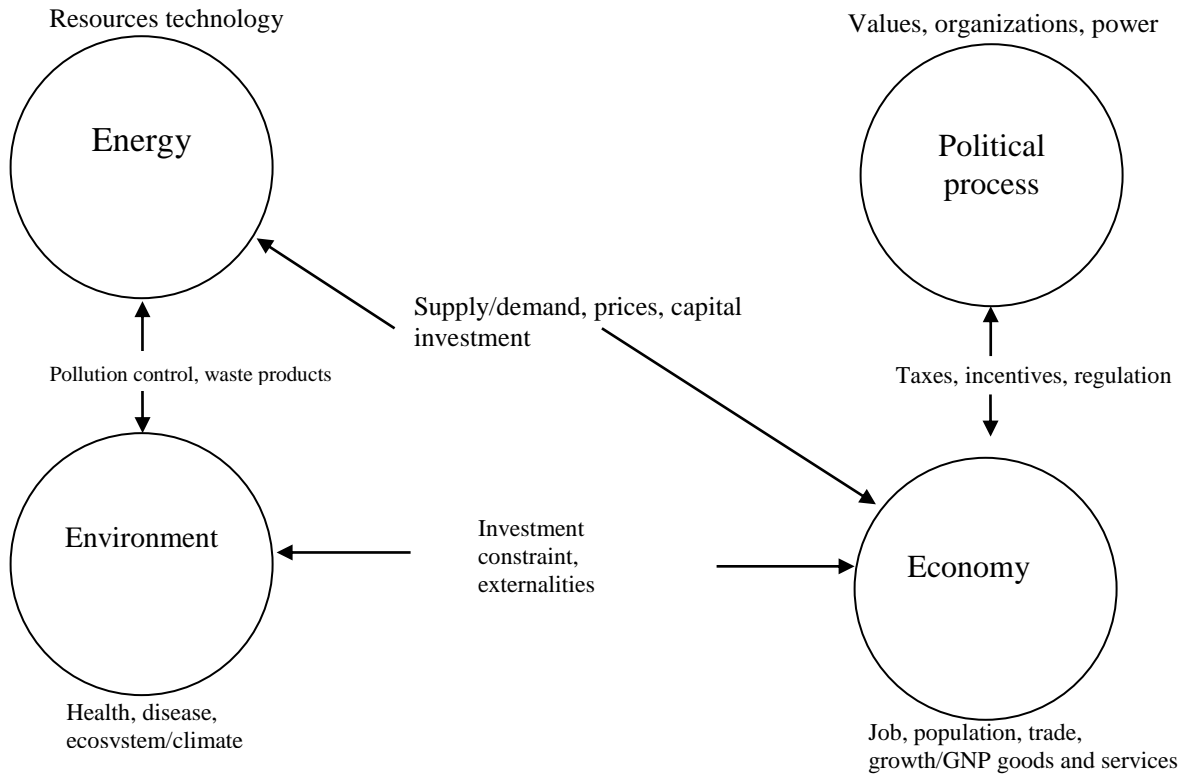 Resources technology
Values, organizations, power
Energy
Political
process
Supply/demand, prices, capital
investment
Pollution control, waste products
Taxes, incentives, regulation
Environment
Investment
constraint,
externalities
Economy
Health, disease,
ecosystem/climate
Job, population, trade,
growth/GNP goods and services